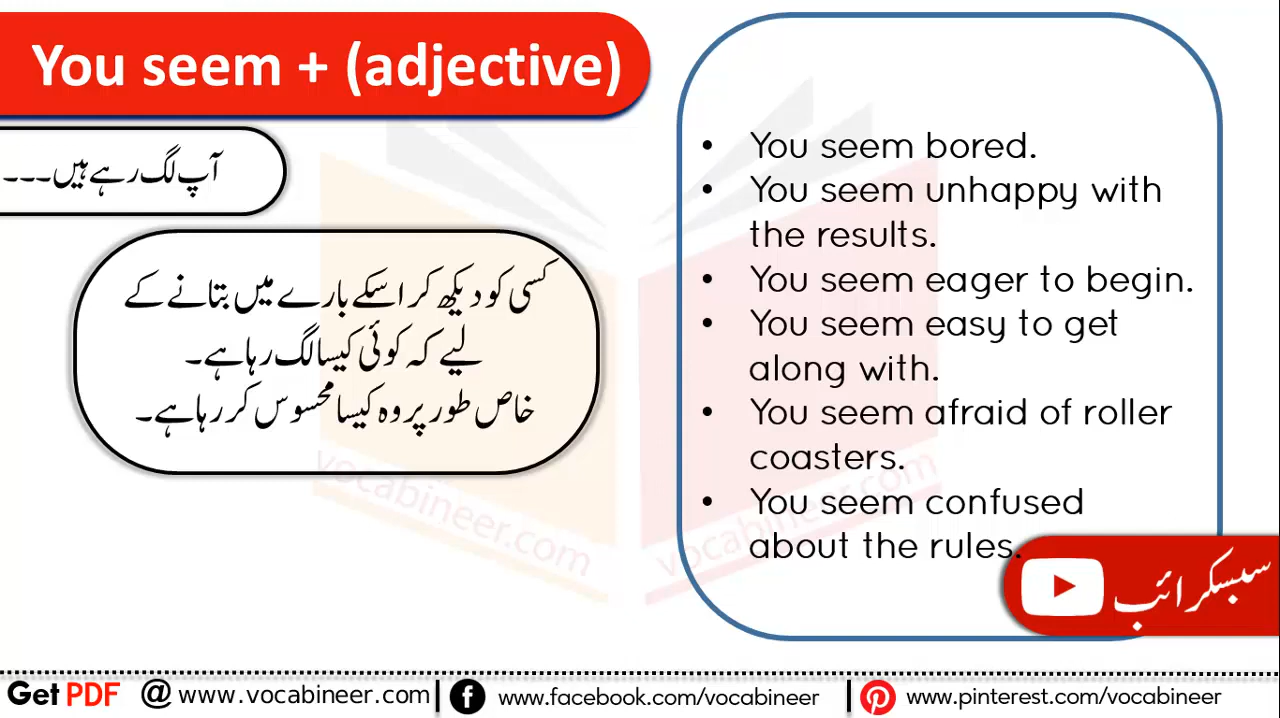 You seem + (adjective)
آپ لگ رہے ہیں۔۔۔
کسی کو دیکھ کر اسکے بارے میں بتانے کے
لیے کہ کوئی کیسا لگ رہا ہے۔
خاص طور پر وہ کیسا محسوس کر رہا ہے۔
• You seem bored.
• You seem unhappy with
the results.
• You seem eager to begin.
• You seem easy to get
along with.
• You seem afraid of roller
coasters.
• You seem confused
about the rules.
vocabineer.com
vocabineer.com
سبسکرائب
Get PDF @ www.vocabineer.com f www.facebook.com/vocabineer www.pinterest.com/vocabineer